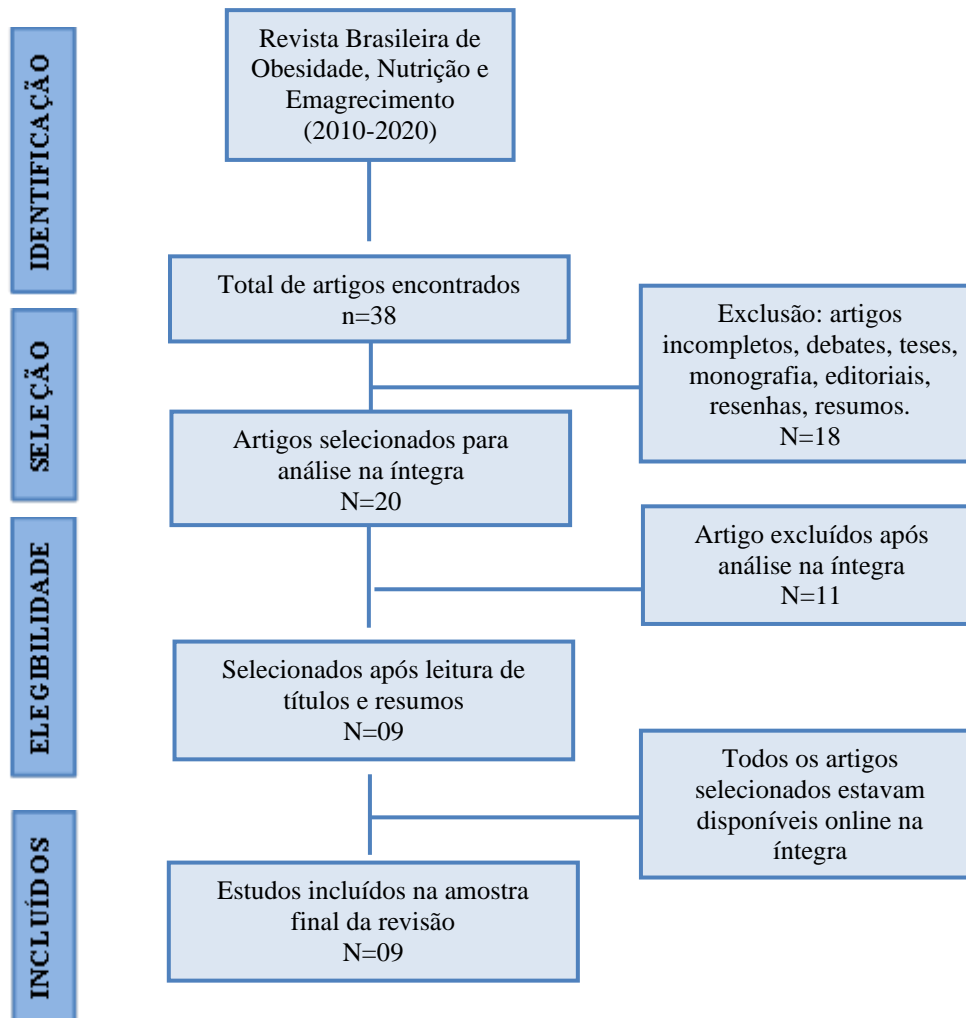 IDENTIFICAÇÃO
Revista Brasileira de
Obesidade, Nutrição e
Emagrecimento
(2010-2020)
Total de artigos encontrados
n=38
SELEÇÃO
Exclusão: artigos
incompletos, debates, teses,
monografia, editoriais,
resenhas, resumos.
N=18
Artigos selecionados para
análise na íntegra
N=20
ELEGIBILIDADE
Artigo excluídos após
análise na íntegra
N=11
Selecionados após leitura de
títulos e resumos
N=09
Todos os artigos
selecionados estavam
disponíveis online na
íntegra
INCLUÍDOS
Estudos incluídos na amostra
final da revisão
N=09